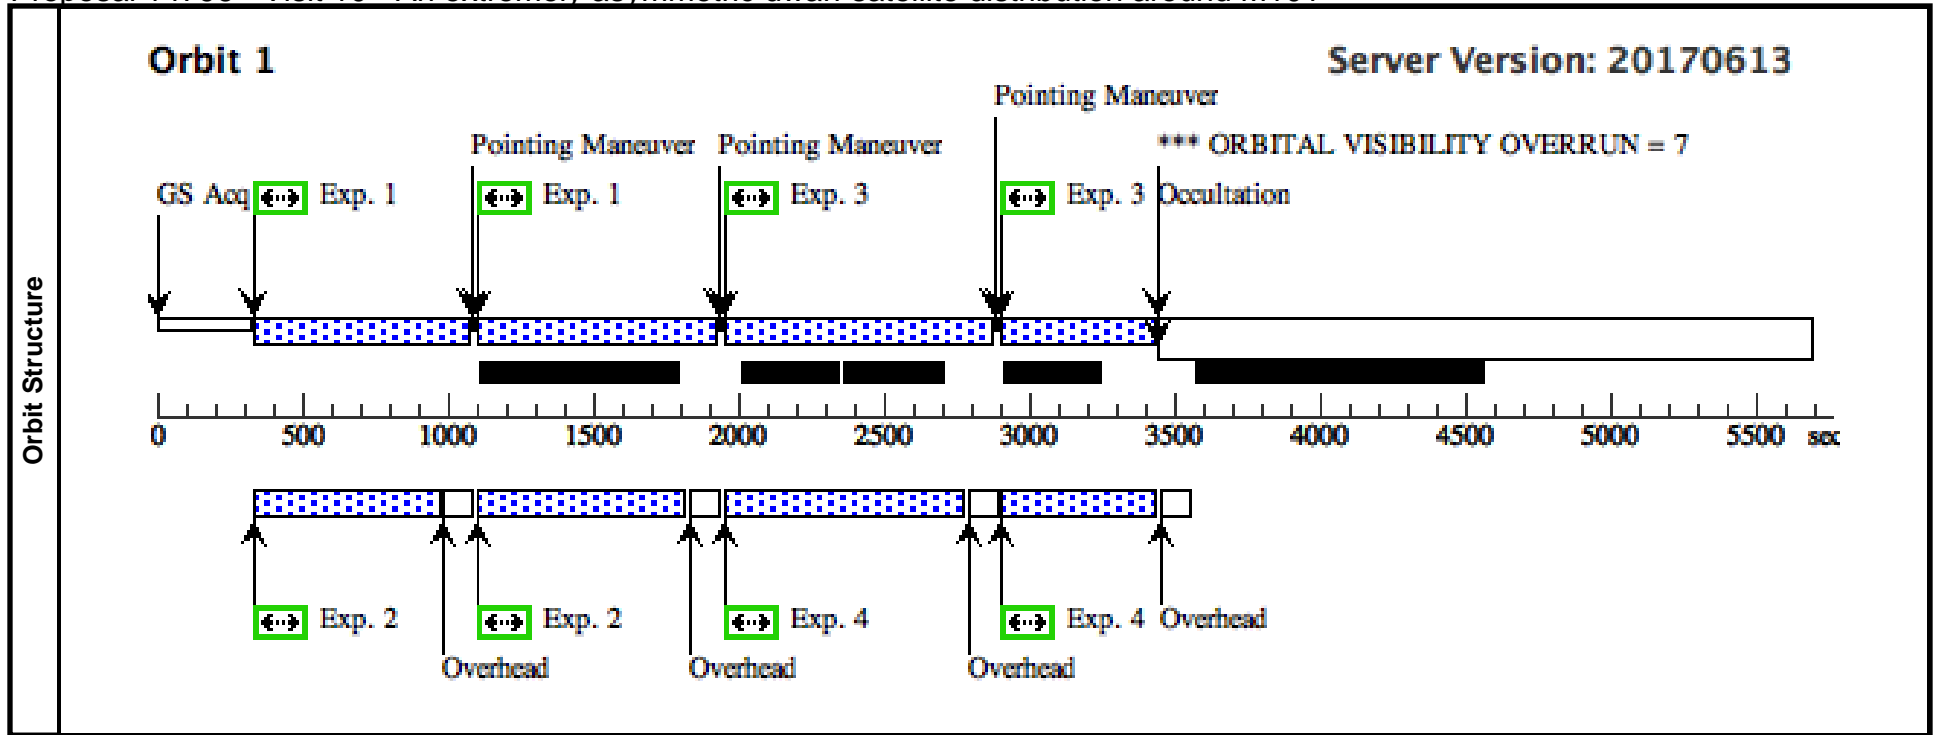 Orbit 1
Server Version: 20170613
Pointing Maneuver
Pointing Maneuver
Pointing Maneuver
*** ORBITAL VISIBILITY OVERRUN = 7
GS Acq
Exp. 1
Exp. 1
Exp. 3
Exp. 3
Occultation
Orbit Structure
0
500
1000
1500
2000
2500
3000
3500
4000
4500
5000
5500
sec
Exp. 2
Exp. 2
Exp. 4
Exp. 4
Overhead
Overhead
Overhead
Overhead